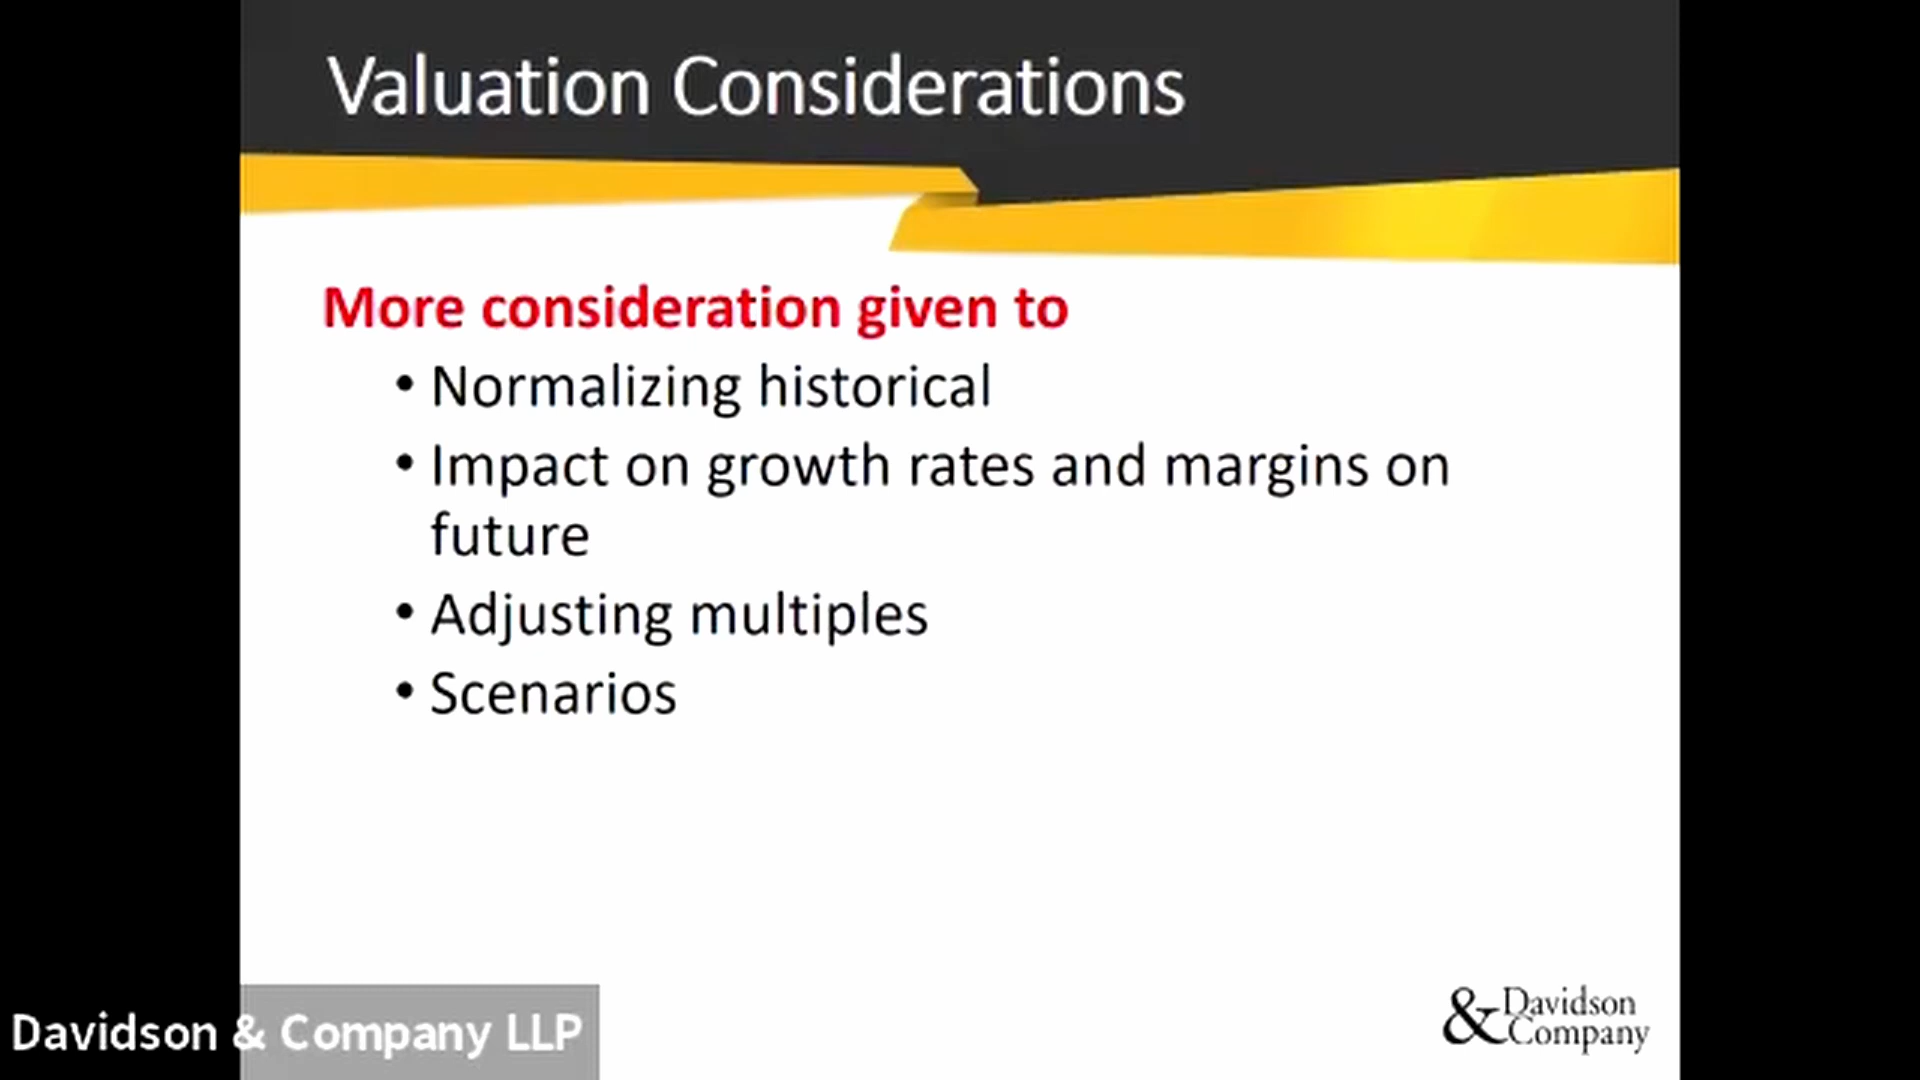 Valuation Considerations
More consideration given to
• Normalizing historical
• Impact on growth rates and margins on
future
• Adjusting multiples
• Scenarios
Davidson & Company LLP
& Davidson
Company